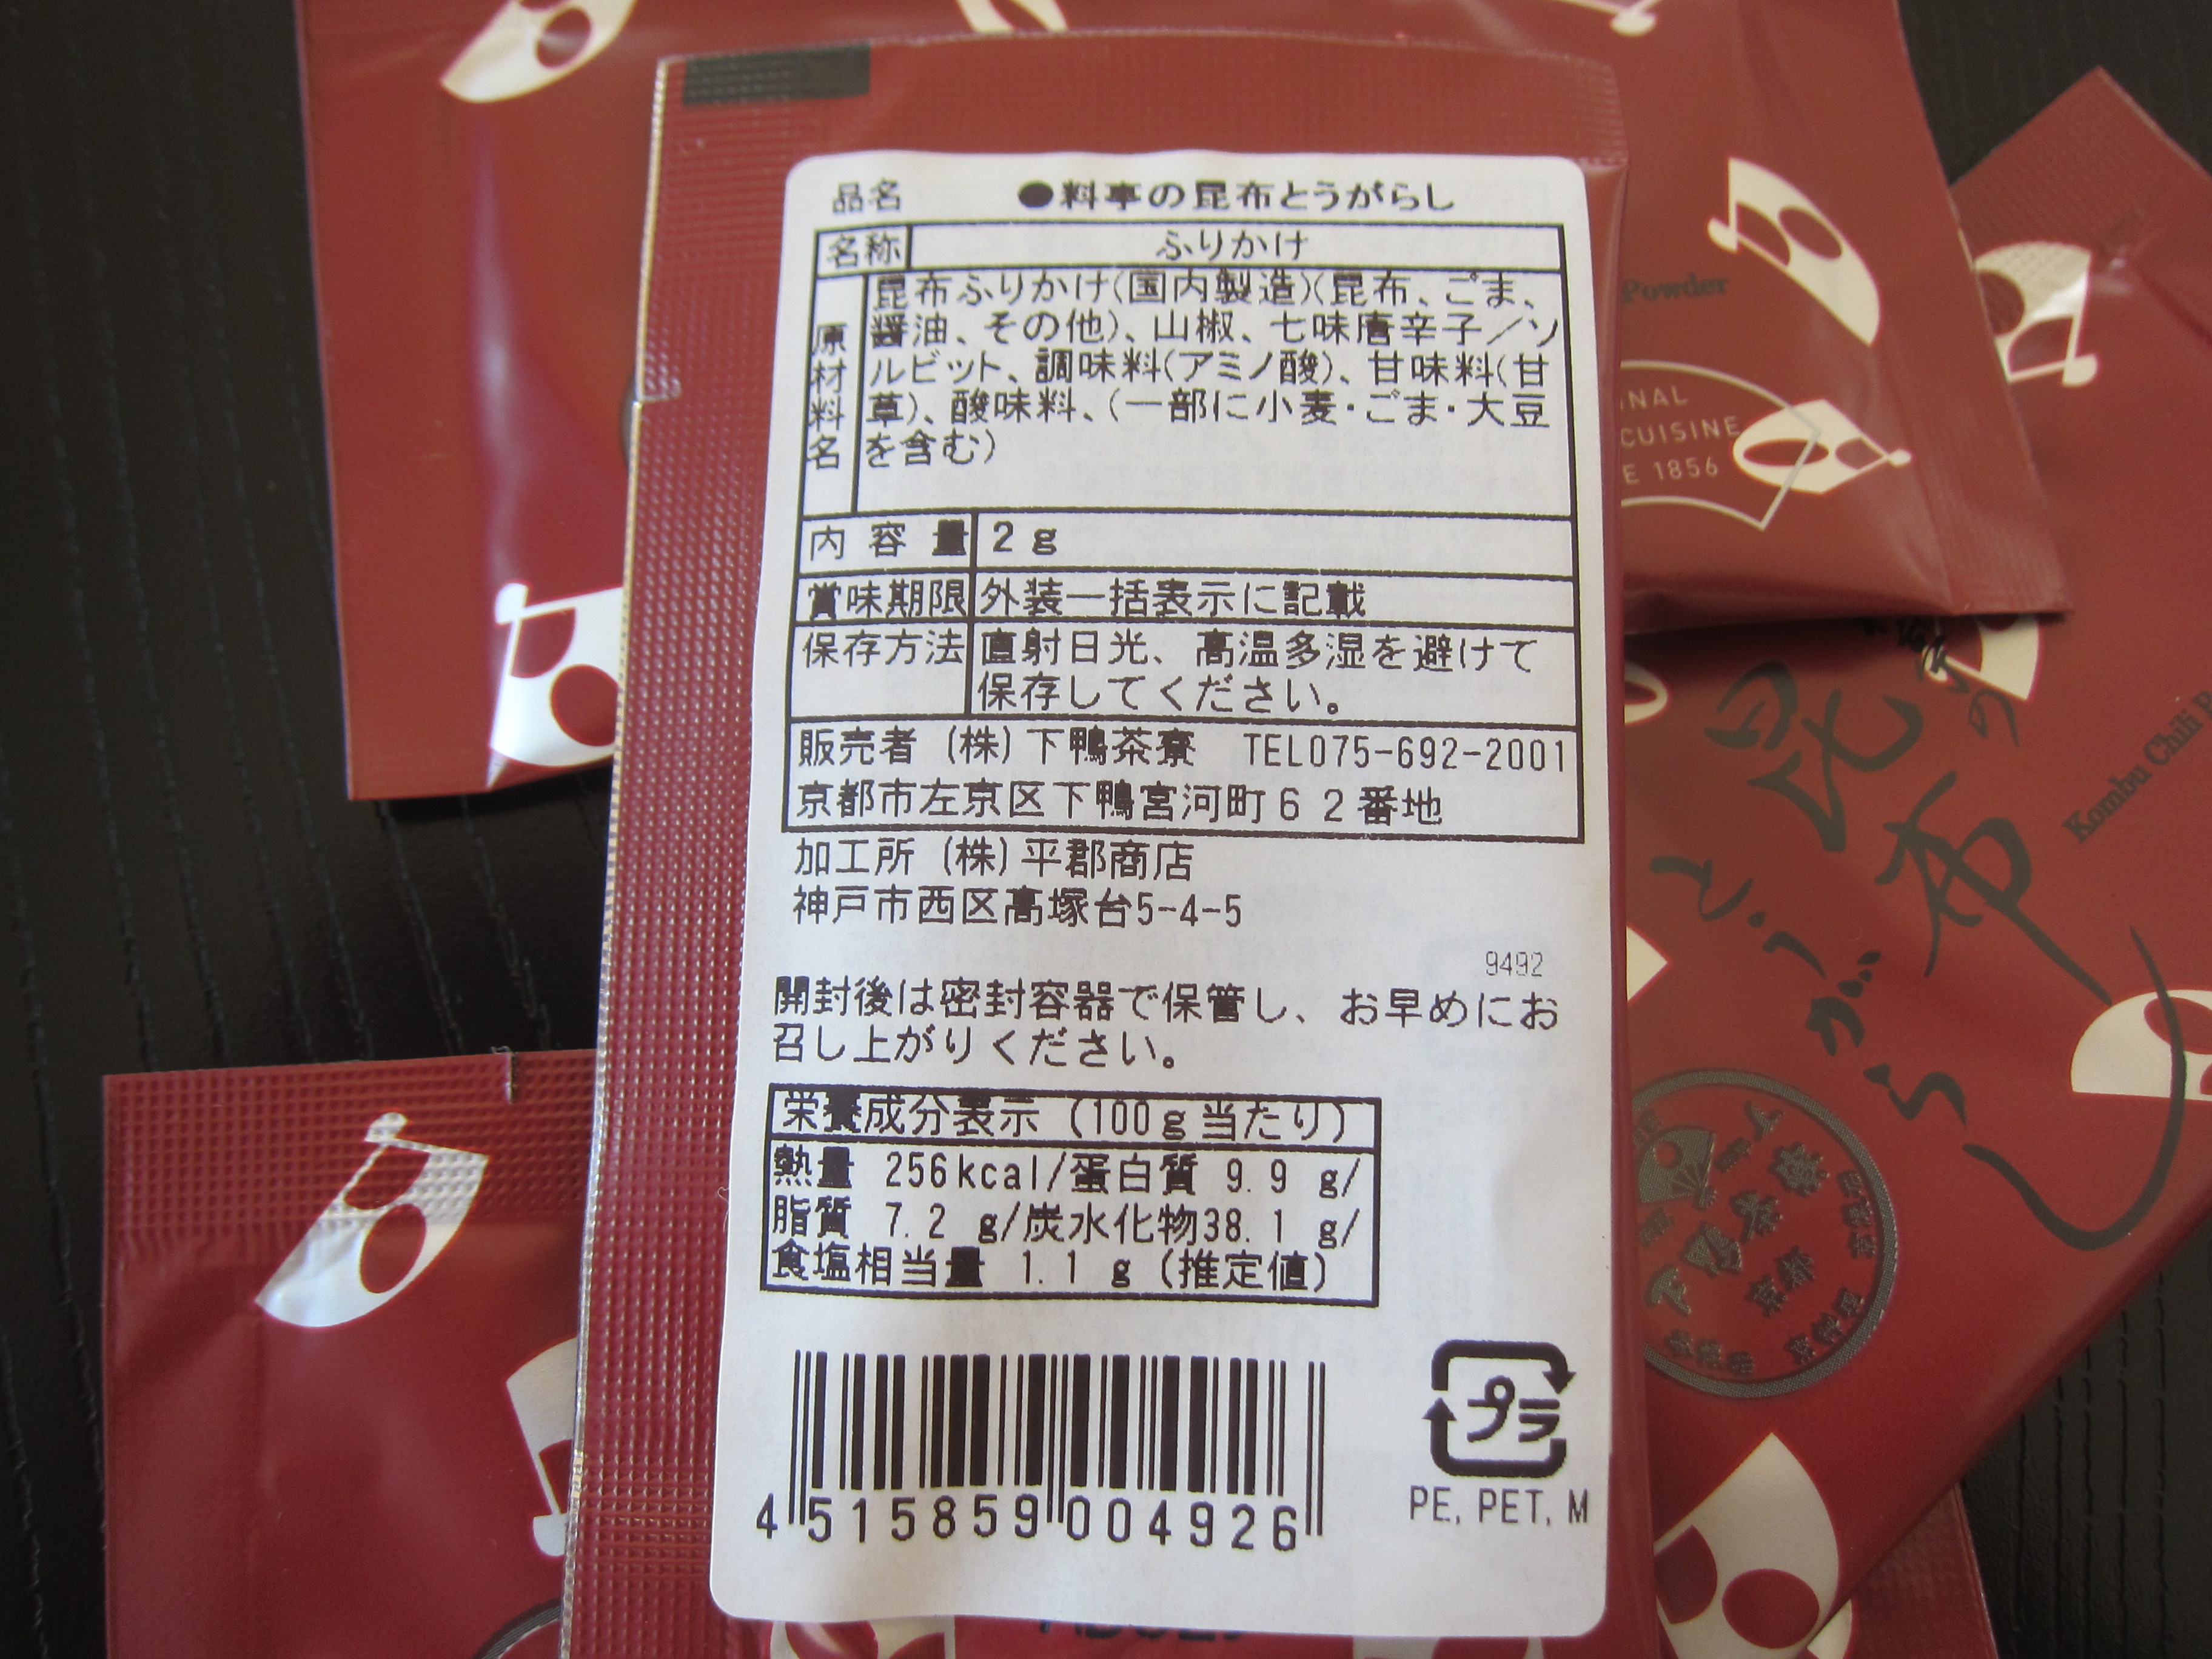 品名 ●料亭の昆布とうがらし
名称 ふりかけ
原材料名
昆布ふりかけ(国内製造)(昆布、ごま、
醤油、その他)、山椒、七味唐辛子/ソ
ルビット、調味料(アミノ酸)、甘味料(甘
草)、酸味料、(一部に小麦・ごま・大豆
を含む)
内容量 2g
賞味期限 外装一括表示に記載
保存方法 直射日光、高温多湿を避けて
保存してください。
販売者 (株)下鴨茶寮 TEL075-692-2001
京都市左京区下鴨宮河町62番地
加工所 (株)平郡商店
神戸市西区高塚台5-4-5
9492
開封後は密封容器で保管し、お早めにお
召し上がりください。
栄養成分表示 (100g当たり)
熱量 256kcal/蛋白質 9.9 g/
脂質 7.2 g/炭水化物38.1 g/
食塩相当量 1.1 g (推定値)
4 515859 004926
プラ
PE, PET, M
Powder
CUISINE
1856
昆布
とうがらし
Kombu Chili
下鴨茶寮
京都